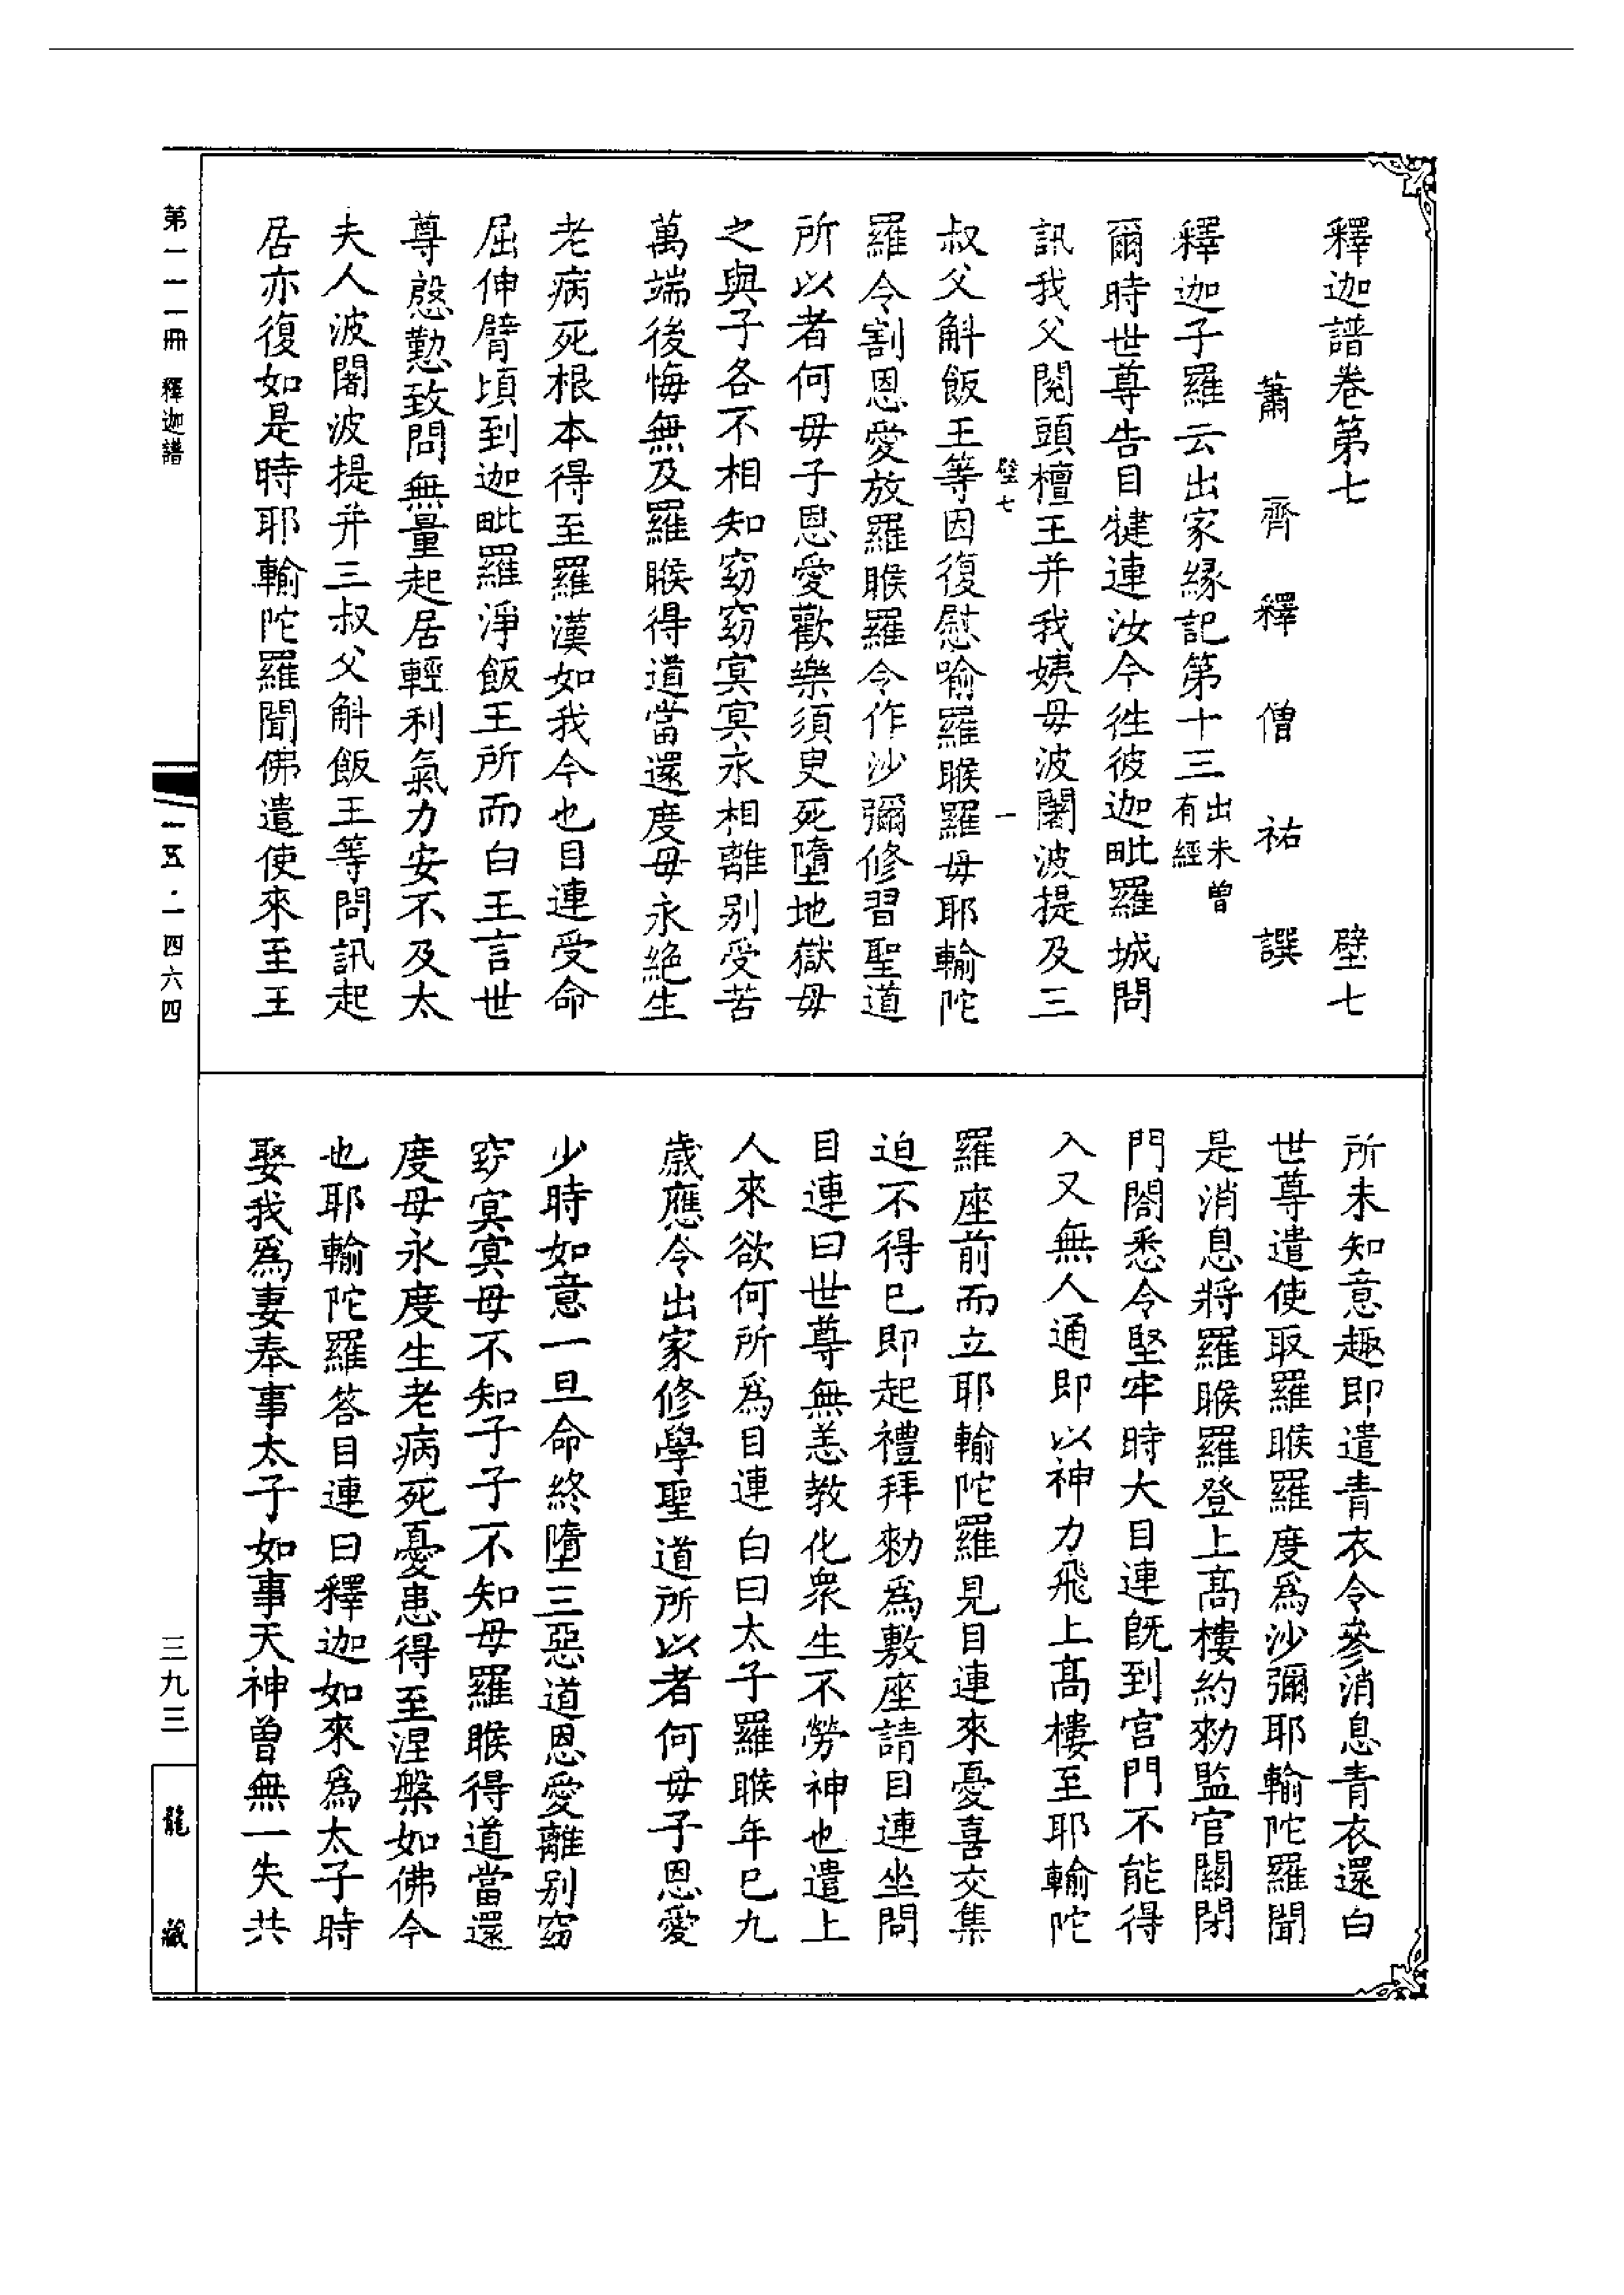 釋迦譜卷第七　壁七
蕭齊釋僧祐譔
釋迦子羅云出家緣記第十三出未曾有經
爾時世尊告目犍連汝今徃彼迦毗羅城問
訊我父閱頭檀王并我姨母波闍波提及三
壁七　一
叔父斛飯王等因復慰喻羅睺羅母耶輸陀
羅令割恩愛放羅睺羅令作沙彌修習聖道
所以者何母子恩愛歡樂須臾死墮地獄母
之與子各不相知窈窈冥冥永相離别受苦
萬端後悔無及羅睺得道當還度母永絶生
老病死根本得至羅漢如我今也目連受命
屈伸臂頃到迦毗羅淨飯王所而白王言世
尊慇懃致問無量起居輕利氣力安不及太
夫人波闍波提并三叔父斛飯王等問訊起
居亦復如是時耶輸陀羅聞佛遣使來至王
所未知意趣即遣青衣令參消息青衣還白
世尊遣使取羅睺羅度爲沙彌耶輸陀羅聞
是消息將羅睺羅登上高樓約勑監官關閉
門閤悉令堅牢時大目連旣到宫門不能得
入又無人通即以神力飛上高樓至耶輸陀
羅座前而立耶輸陀羅見目連來憂喜交集
迫不得已即起禮拜勑爲敷座請目連坐問
目連曰世尊無恙教化衆生不勞神也遣上
人來欲何所爲目連白曰太子羅睺年已九
歲應令出家修學聖道所以者何母子恩愛
少時如意一旦命終墮三惡道恩愛離别窈
窈冥冥母不知子子不知母羅睺得道當還
度母永度生老病死憂患得至涅槃如佛今
也耶輸陀羅答目連曰釋迦如來爲太子時
娶我爲妻奉事太子如事天神曾無一失共
第一一一冊　釋迦譜
一五·一四六四
三九三
龍藏